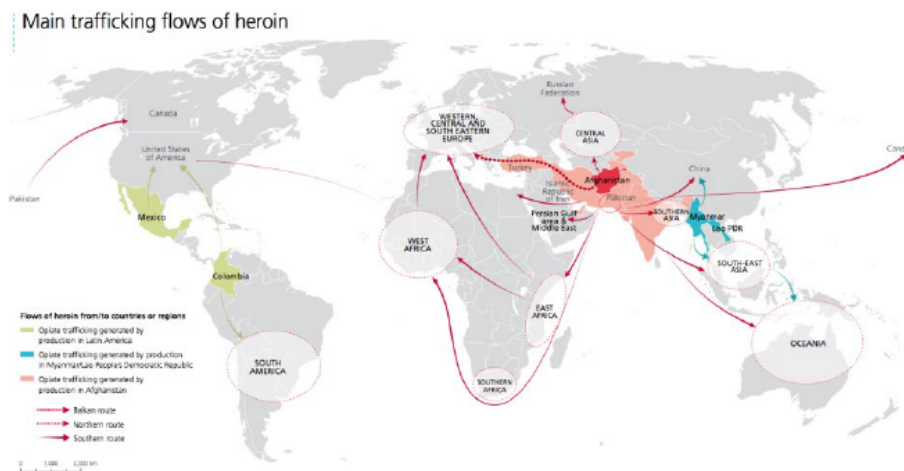 Main trafficking flows of heroin
Russian
Federation
Canada
WESTERN,
CENTRAL AND
SOUTH EASTERN
EUROPE
CENTRAL
ASIA
United States
of America
Turkey
Afghanistan
China
Canada
Pakistan
Islamic
Republic
of Iran
Pakistan
Mexico
Persian Gulf
area &
Middle East
SOUTHERN
ASIA
Myanmar
Lao PDR
WEST
AFRICA
SOUTH-EAST
ASIA
Colombia
EAST
AFRICA
Flows of heroin from/to countries or regions
Opiate trafficking generated by
production in Latin America
Opiate trafficking generated by production
in Myanmar/Lao People's Democratic Republic
Opiate trafficking generated by
production in Afghanistan
SOUTH
AMERICA
OCEANIA
SOUTHERN
AFRICA
Balkan route
Northern route
Southern route
0